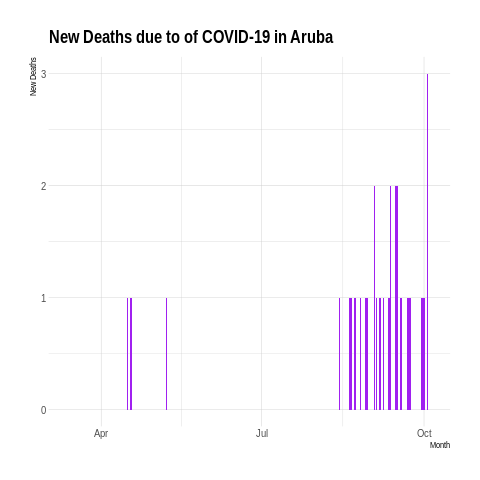 New Deaths due to of COVID-19 in Aruba
New Deaths
3
2
1
0
Apr Jul Oct
Month